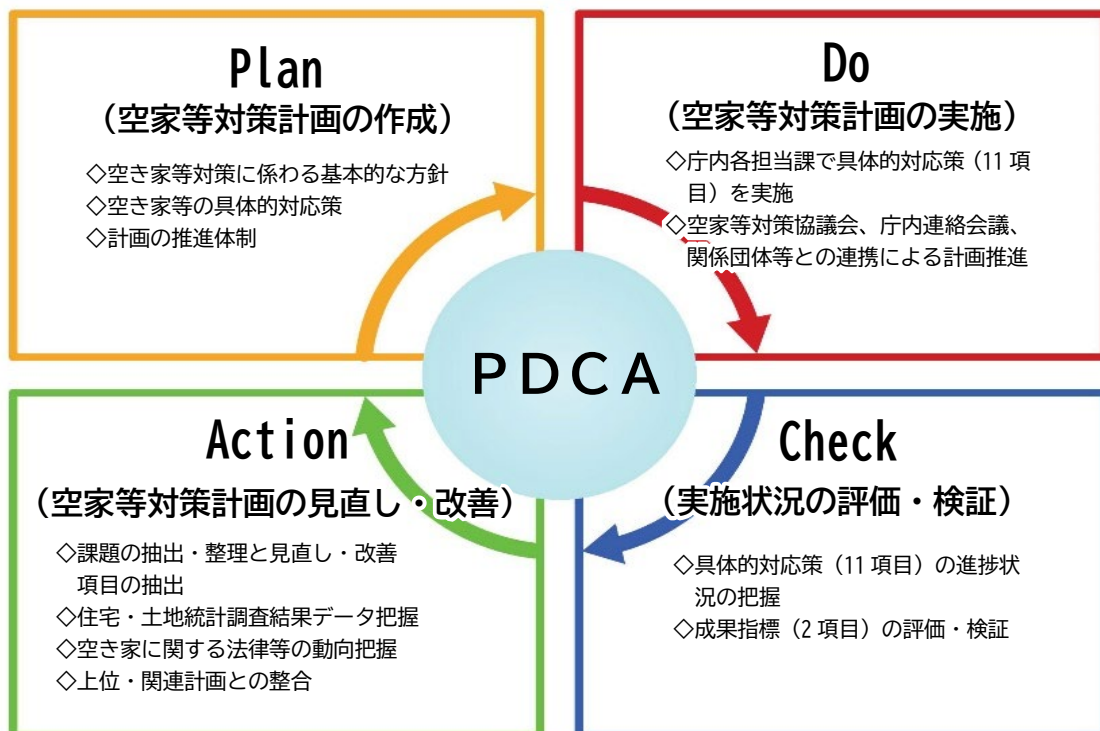 Plan
(空家等対策計画の作成)
◇空き家等対策に係わる基本的な方針
◇空き家等の具体的対応策
◇計画の推進体制
Do
(空家等対策計画の実施)
◇庁内各担当課で具体的対応策(11 項
目)を実施
◇空家等対策協議会、庁内連絡会議、
関係団体等との連携による計画推進
PDCA
Action
(空家等対策計画の見直し・改善)
◇課題の抽出・整理と見直し・改善
項目の抽出
◇住宅・土地統計調査結果データ把握
◇空き家に関する法律等の動向把握
◇上位・関連計画との整合
Check
(実施状況の評価・検証)
◇具体的対応策(11 項目)の進捗状
況の把握
◇成果指標(2 項目)の評価・検証